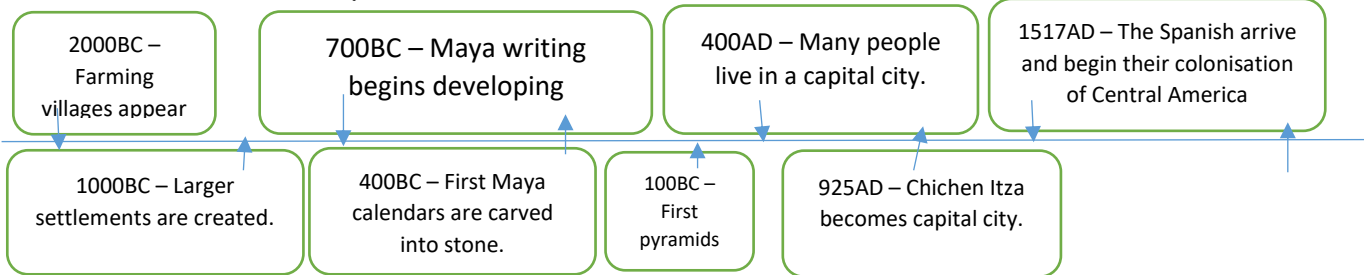 2000BC –
Farming
villages appear
1000BC – Larger
settlements are created.
700BC – Maya writing
begins developing
400BC – First Maya
calendars are carved
into stone.
100BC –
First
pyramids
400AD – Many people
live in a capital city.
925AD – Chichen Itza
becomes capital city.
1517AD – The Spanish arrive
and begin their colonisation
of Central America